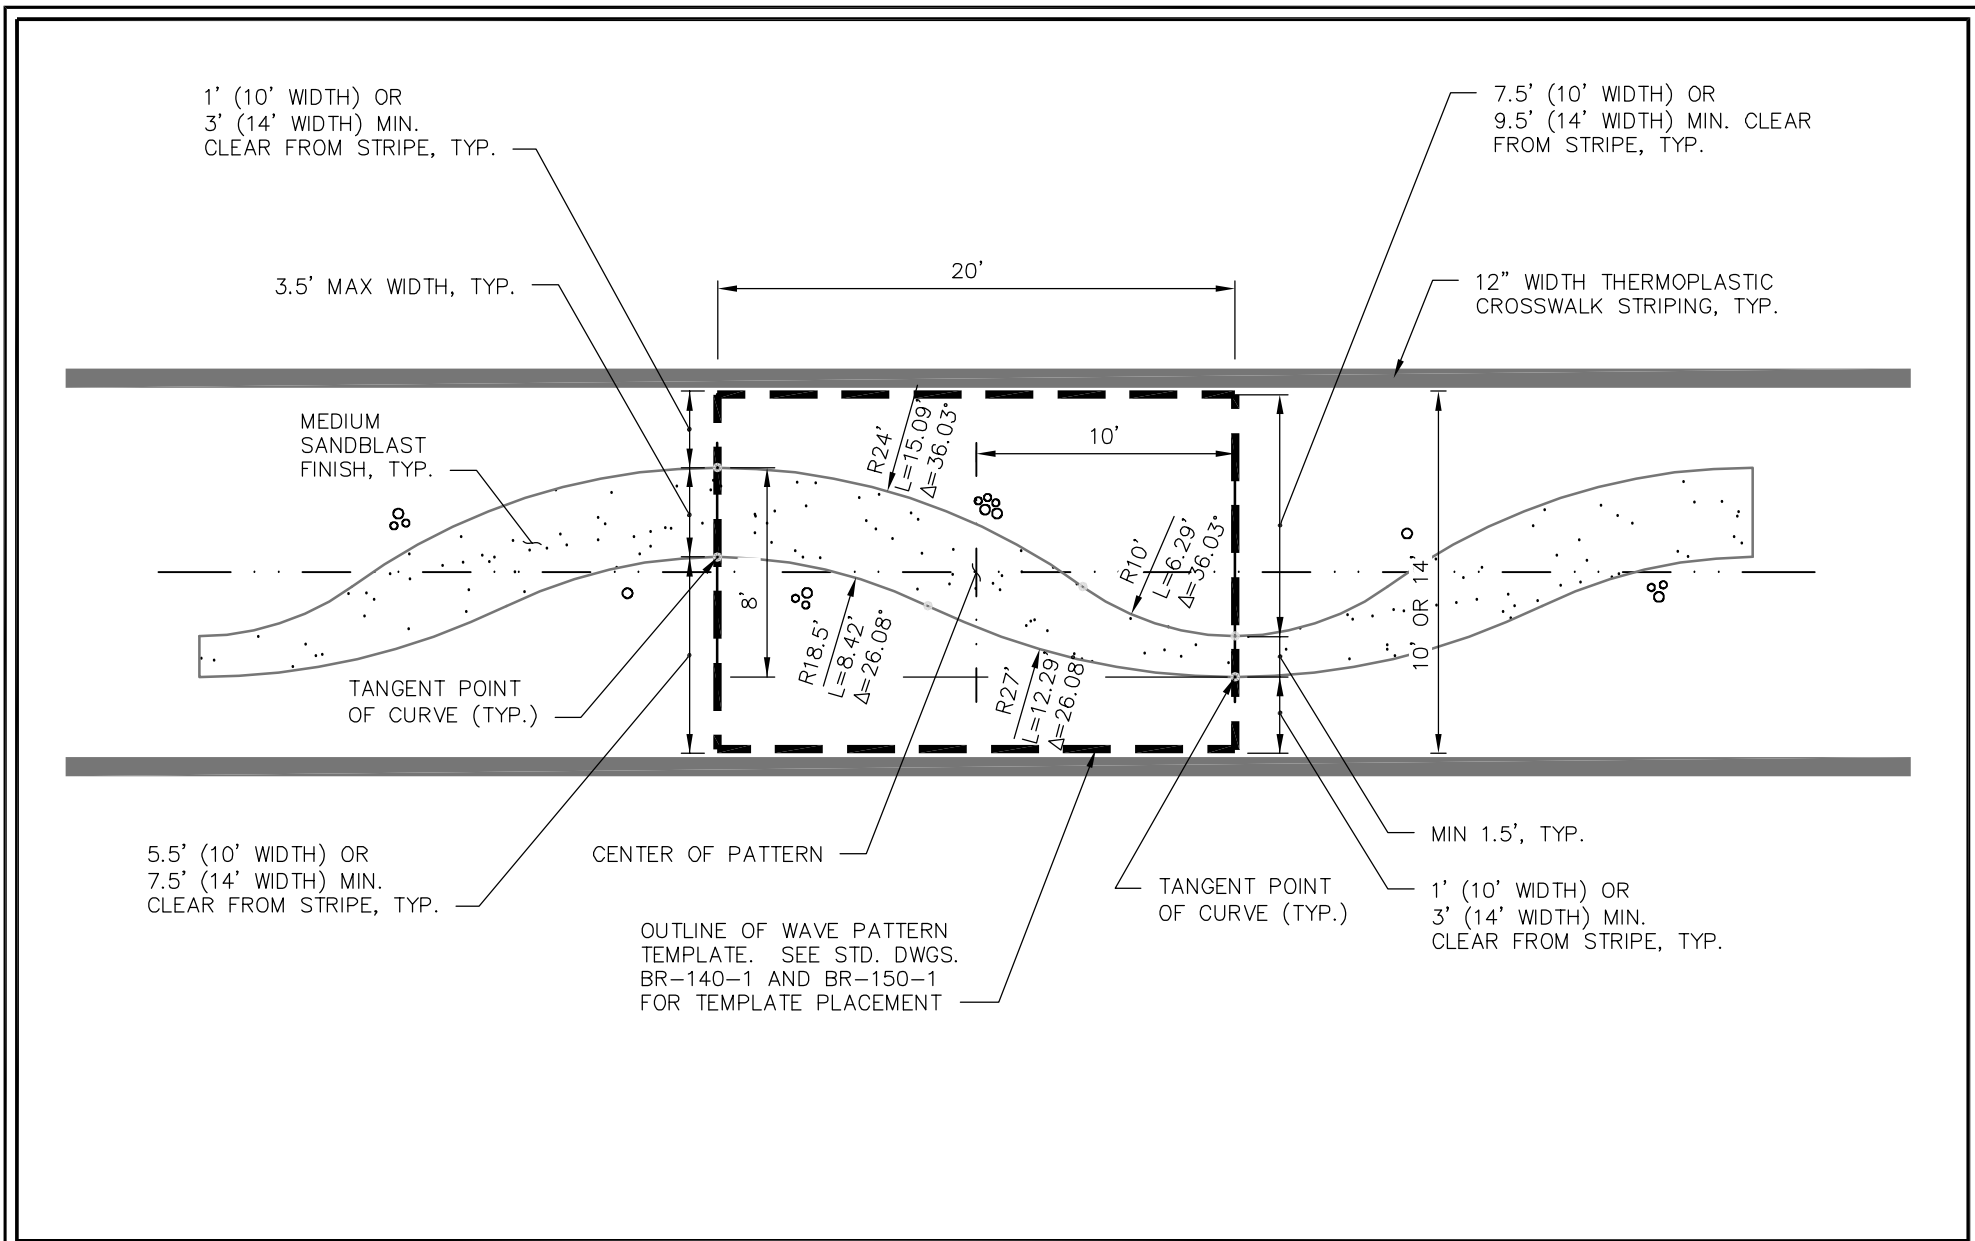 1' (10' WIDTH) OR
3' (14' WIDTH) MIN.
CLEAR FROM STRIPE, TYP.
7.5' (10' WIDTH) OR
9.5' (14' WIDTH) MIN. CLEAR
FROM STRIPE, TYP.
3.5' MAX WIDTH, TYP.
20'
12" WIDTH THERMOPLASTIC
CROSSWALK STRIPING, TYP.
MEDIUM
SANDBLAST
FINISH, TYP.
R24'
L=15.09'
Δ=36.03°
10'
R10'
L=6.29'
Δ=36.03°
8'
R18.5'
L=8.42'
Δ=26.08°
R27'
L=12.29'
Δ=26.08°
10' OR 14'
TANGENT POINT
OF CURVE (TYP.)
5.5' (10' WIDTH) OR
7.5' (14' WIDTH) MIN.
CLEAR FROM STRIPE, TYP.
CENTER OF PATTERN
OUTLINE OF WAVE PATTERN
TEMPLATE. SEE STD. DWGS.
BR-140-1 AND BR-150-1
FOR TEMPLATE PLACEMENT
TANGENT POINT
OF CURVE (TYP.)
MIN 1.5', TYP.
1' (10' WIDTH) OR
3' (14' WIDTH) MIN.
CLEAR FROM STRIPE, TYP.